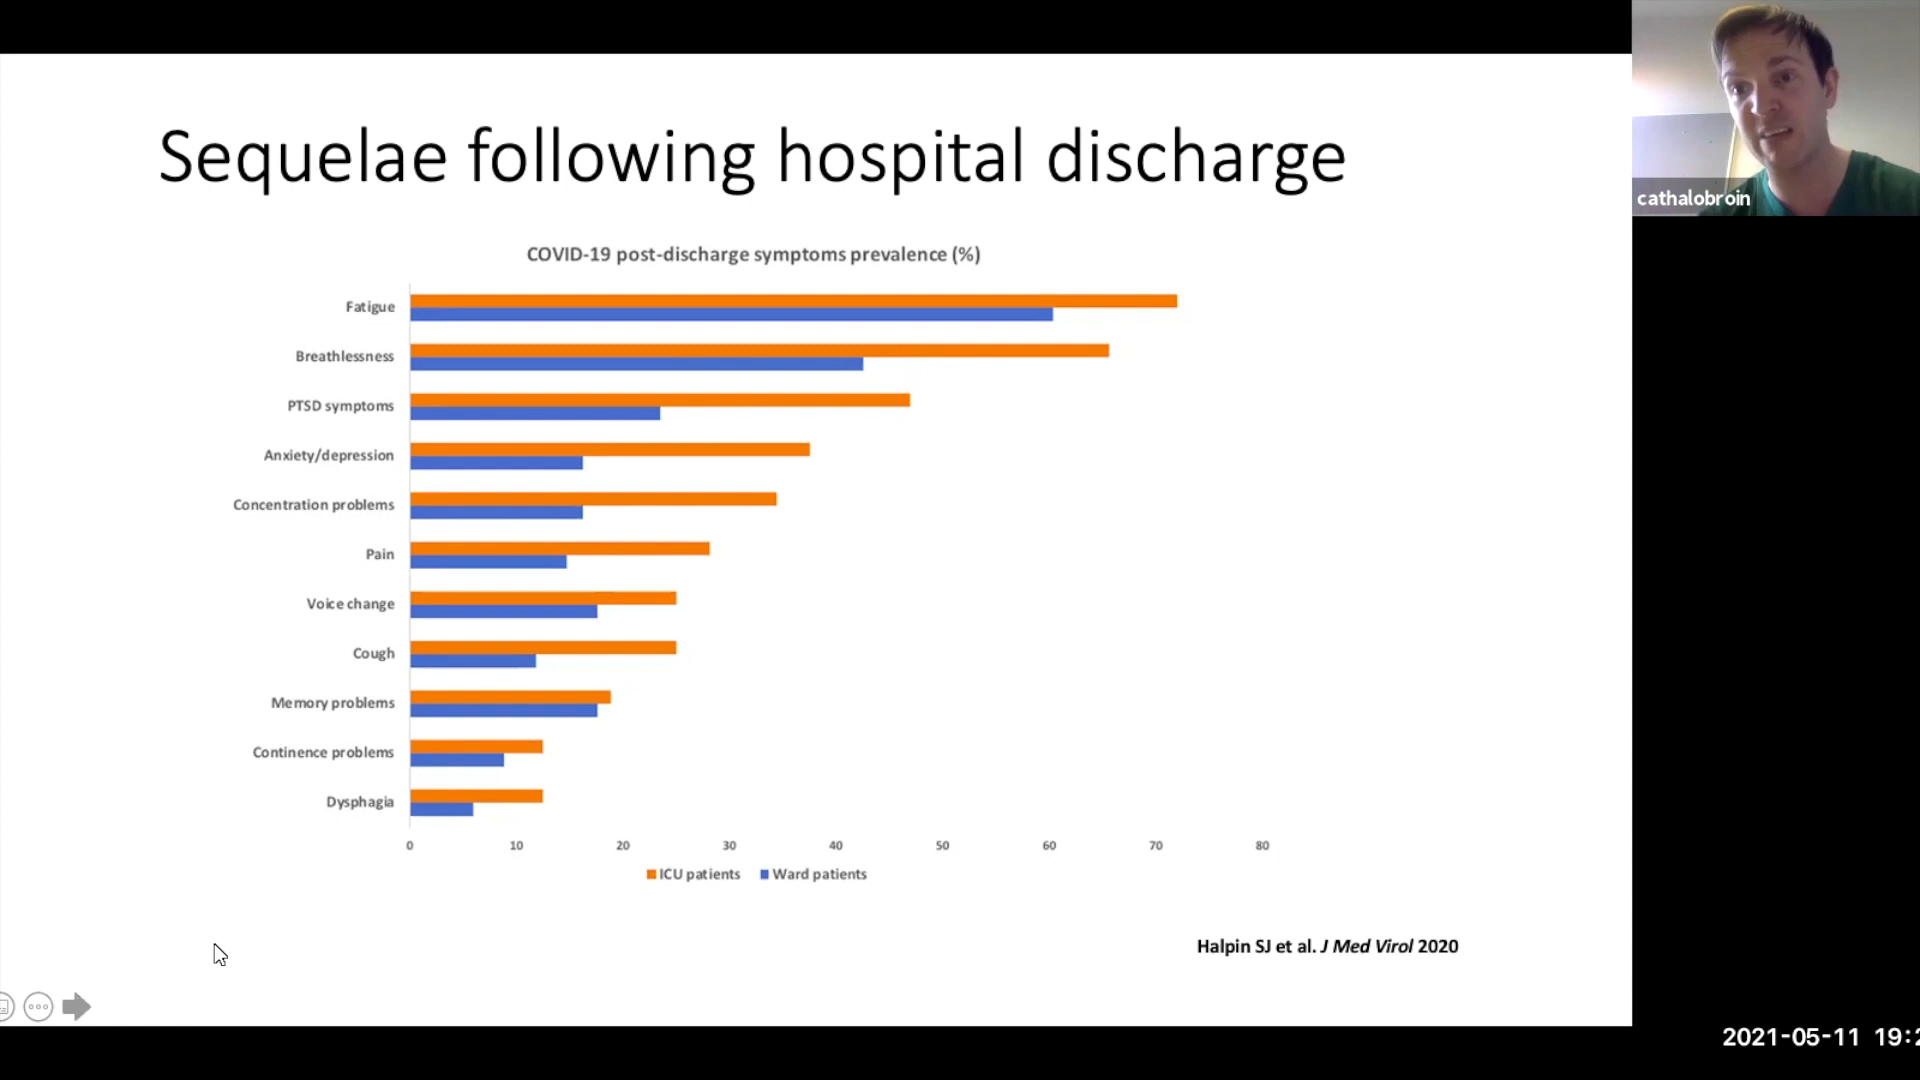 Sequelae following hospital discharge
cathalobroin
COVID-19 post-discharge symptoms prevalence (%)
Fatigue
Breathlessness
PTSD symptoms
Anxiety/depression
Concentration problems
Pain
Voice change
Cough
Memory problems
Continence problems
Dysphagia
0 10 20 30 40 50 60 70 80
ICU patients Ward patients
Halpin SJ et al. J Med Virol 2020
2021-05-11 19:2